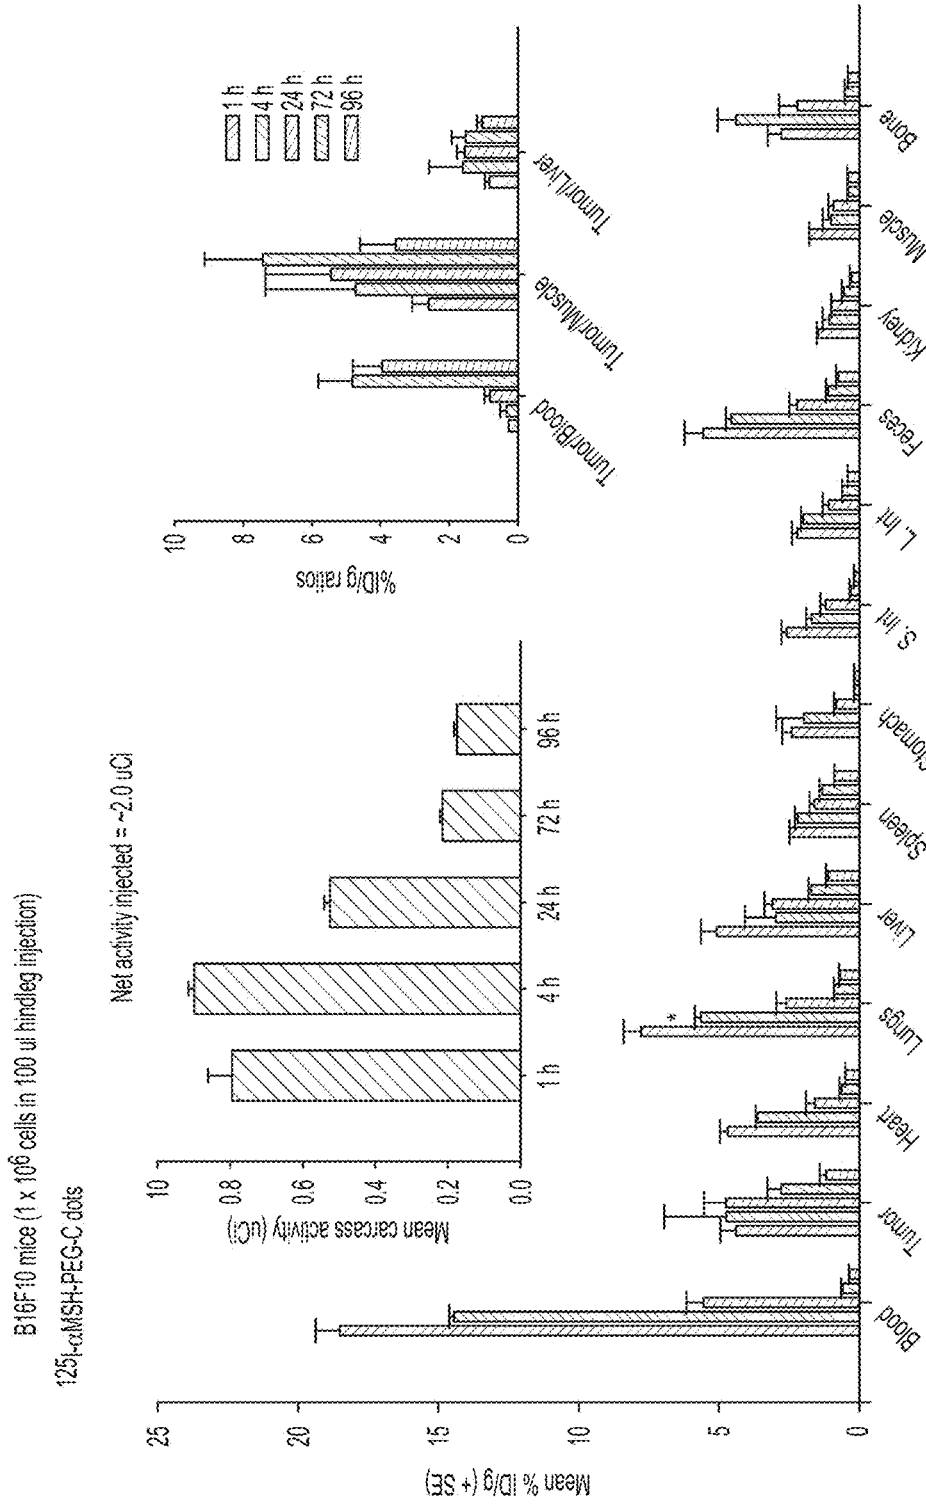 B16F10 mice (1 x 10⁶ cells in 100 ul hindleg injection)
¹²⁵I-αMSH-PEG-C dots
Net activity injected = ~2.0 uCi
Mean % ID/g (+ SE)
25
20
15
10
5
0
Blood
Tumor
Heart
Lungs
*
Liver
Spleen
Stomach
S. Int
L. Int
Feces
Kidney
Muscle
Bone
Mean carcass activity (uCi)
10
0.8
0.6
0.4
0.2
0.0
1 h
4 h
24 h
72 h
96 h
%ID/g ratios
10
8
6
4
2
0
Tumor/Blood
Tumor/Muscle
Tumor/Liver
1 h
4 h
24 h
72 h
96 h